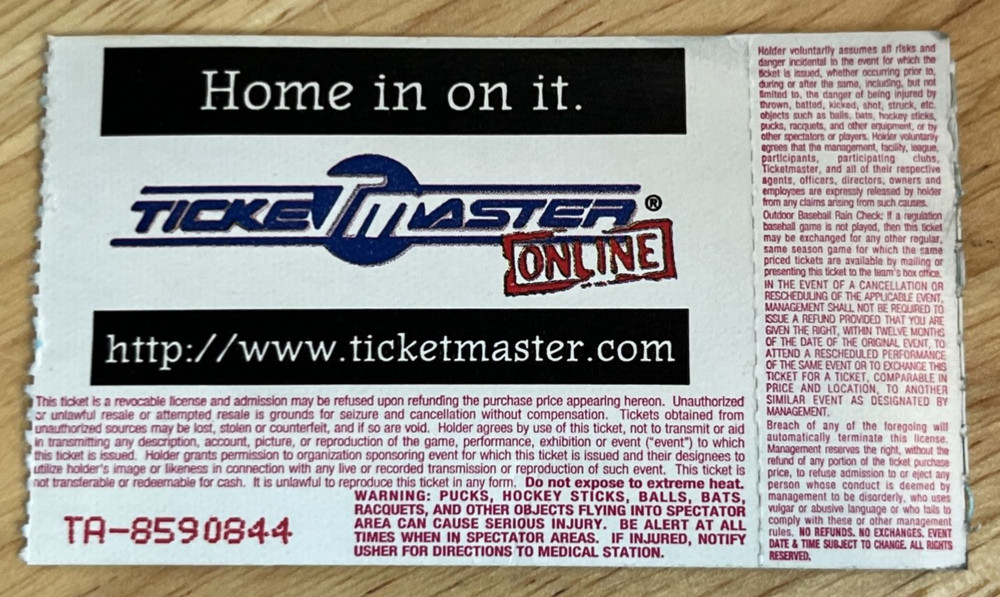 Home in on it.
TICKETMASTER®
ONLINE
http://www.ticketmaster.com
This ticket is a revocable license and admission may be refused upon refunding the purchase price appearing hereon. Unauthorized
or unlawful resale or attempted resale is grounds for seizure and cancellation without compensation. Tickets obtained from
unauthorized sources may be lost, stolen or counterfeit, and if so are void. Holder agrees by use of this ticket, not to transmit or aid
in transmitting any description, account, picture, or reproduction of the game, performance, exhibition or event ("event") to which
this ticket is issued. Holder grants permission to organization sponsoring event for which this ticket is issued and their designees to
utilize holder's image or likeness in connection with any live or recorded transmission or reproduction of such event. This ticket is
not transferable or redeemable for cash. It is unlawful to reproduce this ticket in any form. Do not expose to extreme heat.
WARNING: PUCKS, HOCKEY STICKS, BALLS, BATS,
RACQUETS, AND OTHER OBJECTS FLYING INTO SPECTATOR
AREA CAN CAUSE SERIOUS INJURY. BE ALERT AT ALL
TIMES WHEN IN SPECTATOR AREAS. IF INJURED, NOTIFY
USHER FOR DIRECTIONS TO MEDICAL STATION.
TA-8590844
Holder voluntarily assumes all risks and
danger incidental to the event for which the
ticket is issued, whether occurring prior to,
during or after the same, including, but not
limited to, the danger of being injured by
thrown, batted, kicked, shot, struck, etc.
objects such as balls, bats, hockey sticks,
pucks, racquets, and other equipment, or by
other spectators or players. Holder voluntarily
agrees that the management, facility, league,
participants, participating clubs,
Ticketmaster, and all of their respective
agents, officers, directors, owners and
employees are expressly released by holder
from any claims arising from such causes.
Outdoor Baseball Rain Check: If a regulation
baseball game is not played, then this ticket
may be exchanged for any other regular,
same season game for which the same
priced tickets are available by mailing or
presenting this ticket to the team's box office.
IN THE EVENT OF A CANCELLATION OR
RESCHEDULING OF THE APPLICABLE EVENT,
MANAGEMENT SHALL NOT BE REQUIRED TO
ISSUE A REFUND PROVIDED THAT YOU ARE
GIVEN THE RIGHT, WITHIN TWELVE MONTHS
OF THE DATE OF THE ORIGINAL EVENT, TO
ATTEND A RESCHEDULED PERFORMANCE
OF THE SAME EVENT OR TO EXCHANGE THIS
TICKET FOR A TICKET, COMPARABLE IN
PRICE AND LOCATION, TO ANOTHER
SIMILAR EVENT AS DESIGNATED BY
MANAGEMENT.
Breach of any of the foregoing will
automatically terminate this license.
Management reserves the right, without the
refund of any portion of the ticket purchase
price, to refuse admission to or eject any
person whose conduct is deemed by
management to be disorderly, who uses
vulgar or abusive language or who fails to
comply with these or other management
rules. NO REFUNDS. NO EXCHANGES. EVENT
DATE & TIME SUBJECT TO CHANGE. ALL RIGHTS
RESERVED.